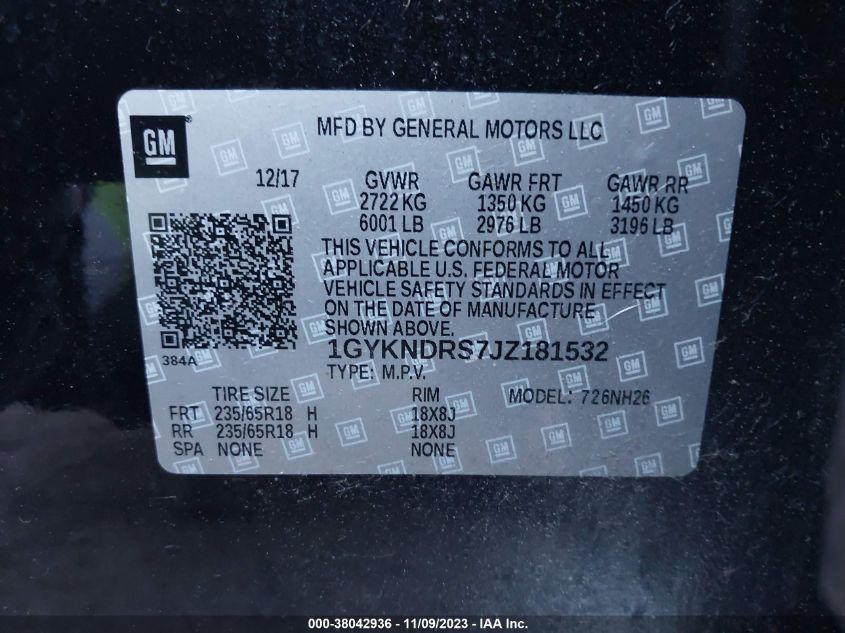 GM
MFD BY GENERAL MOTORS LLC
12/17 GVWR GAWR FRT GAWR RR
2722 KG 1350 KG 1450 KG
6001 LB 2976 LB 3196 LB
THIS VEHICLE CONFORMS TO ALL
APPLICABLE U.S. FEDERAL MOTOR
VEHICLE SAFETY STANDARDS IN EFFECT
ON THE DATE OF MANUFACTURE
SHOWN ABOVE.
384A 1GYKNDRS7JZ181532
TYPE: M.P.V.
TIRE SIZE RIM MODEL: 726NH26
FRT 235/65R18 H 18X8J
RR 235/65R18 H 18X8J
SPA NONE NONE
000-38042936 - 11/09/2023 - IAA Inc.